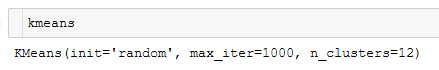 kmeans
KMeans(init='random', max_iter=1000, n_clusters=12)